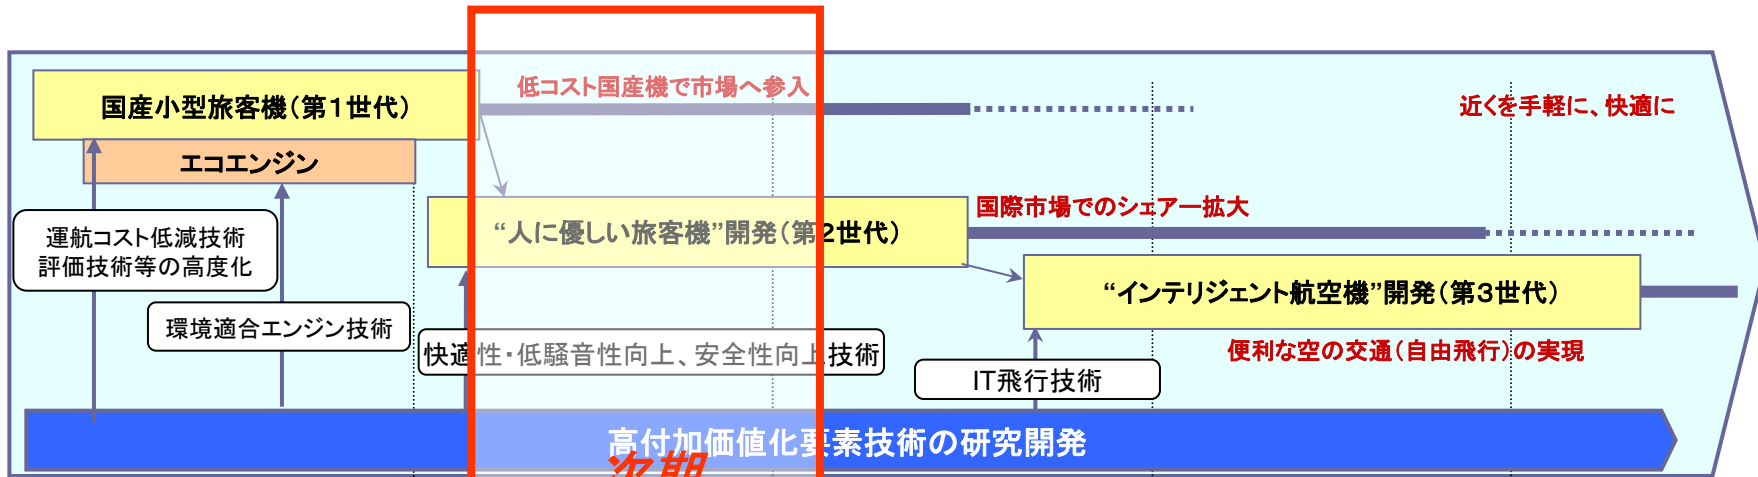 低コスト国産機で市場へ参入
国産小型旅客機（第１世代）
近くを手軽に、快適に
エコエンジン
運航コスト低減技術
評価技術等の高度化
“人に優しい旅客機”開発（第２世代）
国際市場でのシェアー拡大
“インテリジェント航空機”開発（第３世代）
環境適合エンジン技術
快適性・低騒音性向上、安全性向上技術
便利な空の交通（自由飛行）の実現
IT飛行技術
高付加価値化要素技術の研究開発
次期